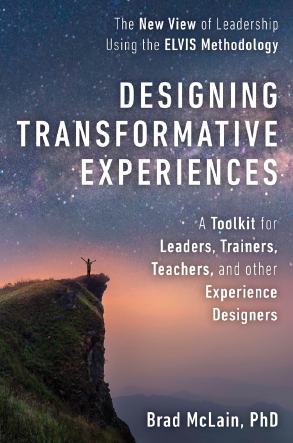 The New View of Leadership
Using the ELVIS Methodology
DESIGNING
TRANSFORMATIVE
EXPERIENCES
A Toolkit for
Leaders, Trainers,
Teachers, and other
Experience
Designers
Brad McLain, PhD